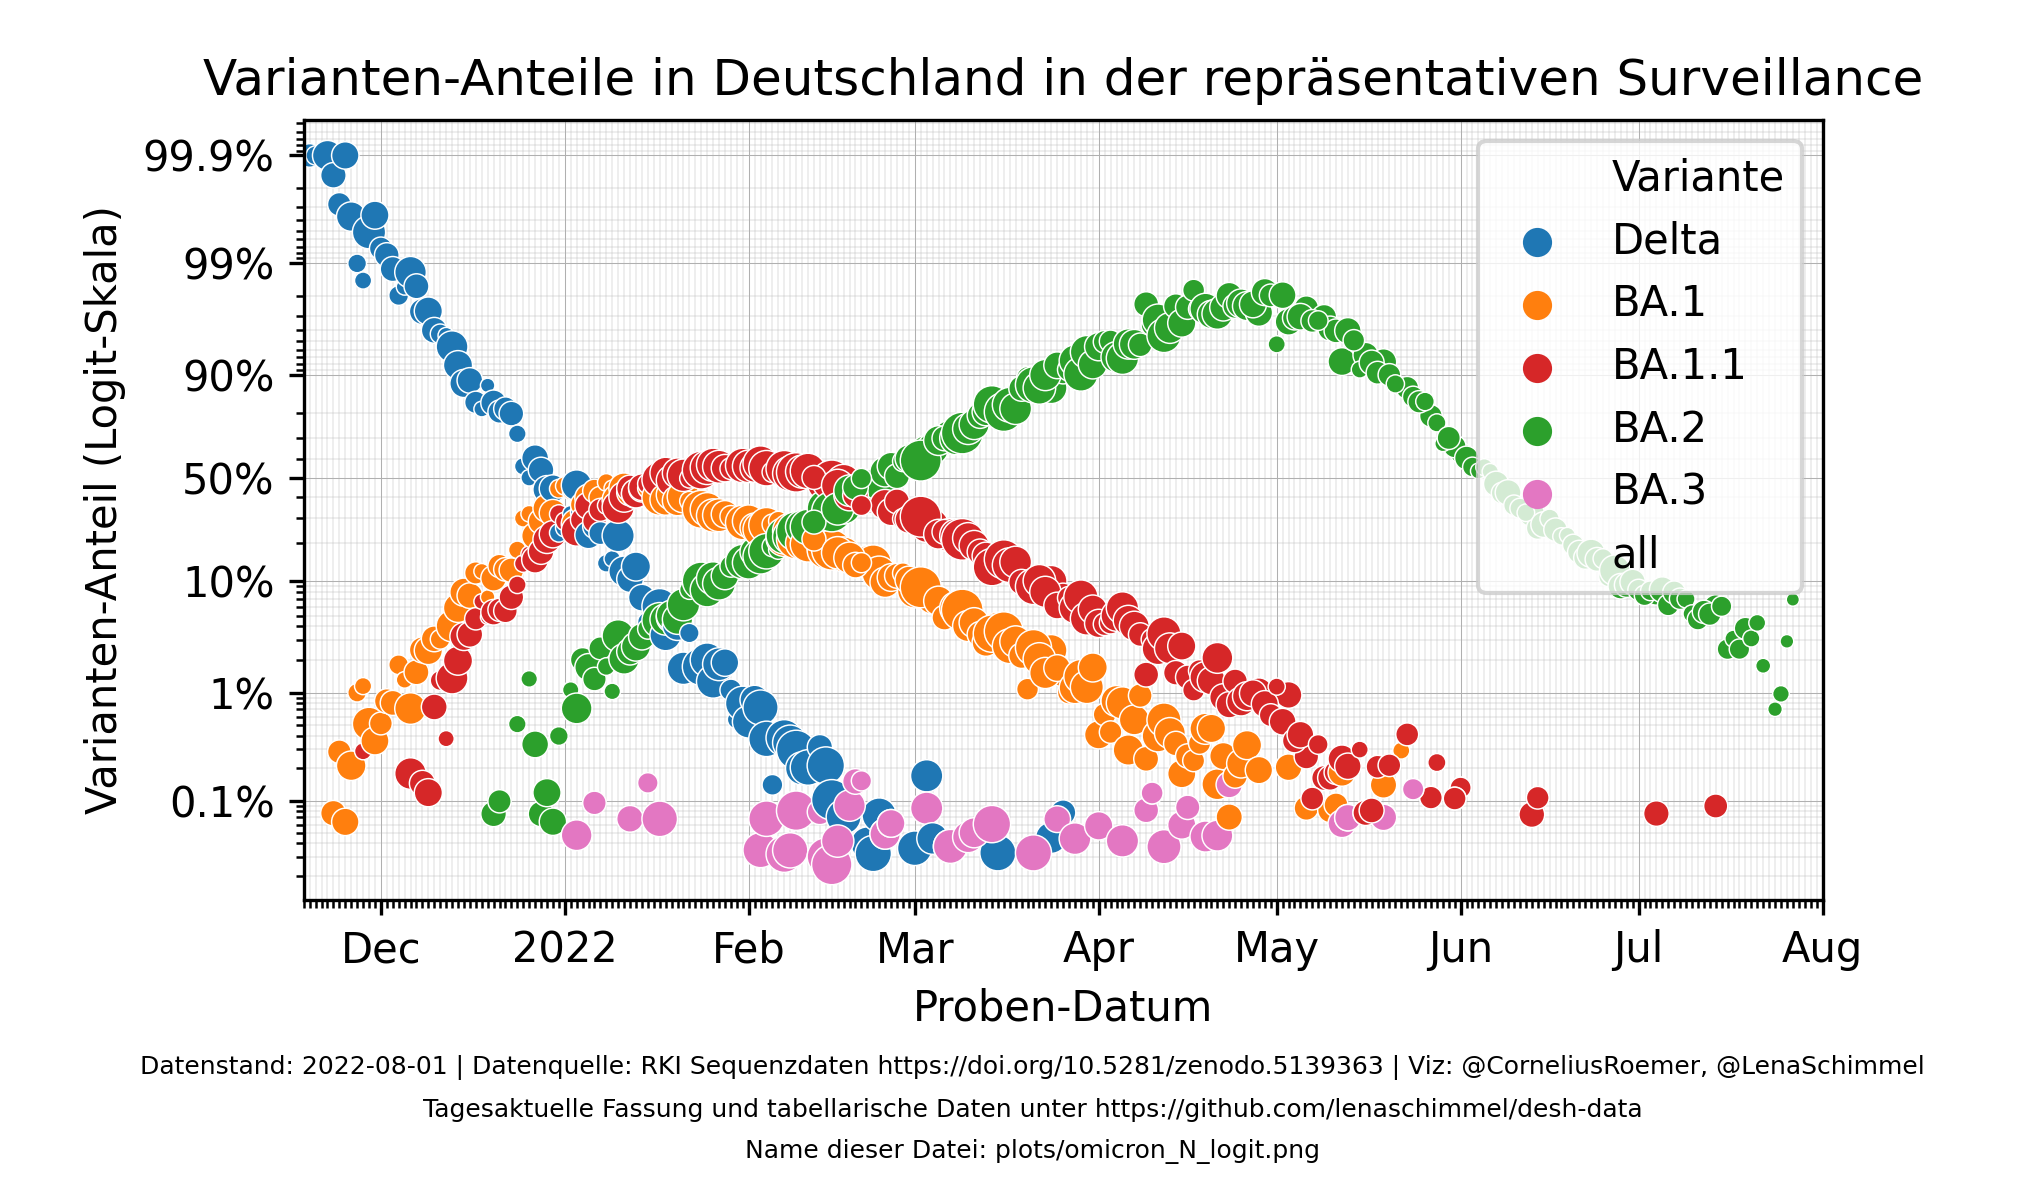 Varianten-Anteile in Deutschland in der repräsentativen Surveillance
Varianten-Anteil (Logit-Skala)
99.9%
99%
90%
50%
10%
1%
0.1%
Variante
Delta
BA.1
BA.1.1
BA.2
BA.3
all
Dec 2022 Feb Mar Apr May Jun Jul Aug
Proben-Datum
Datenstand: 2022-08-01 | Datenquelle: RKI Sequenzdaten https://doi.org/10.5281/zenodo.5139363 | Viz: @CorneliusRoemer, @LenaSchimmel
Tagesaktuelle Fassung und tabellarische Daten unter https://github.com/lenaschimmel/desh-data
Name dieser Datei: plots/omicron_N_logit.png